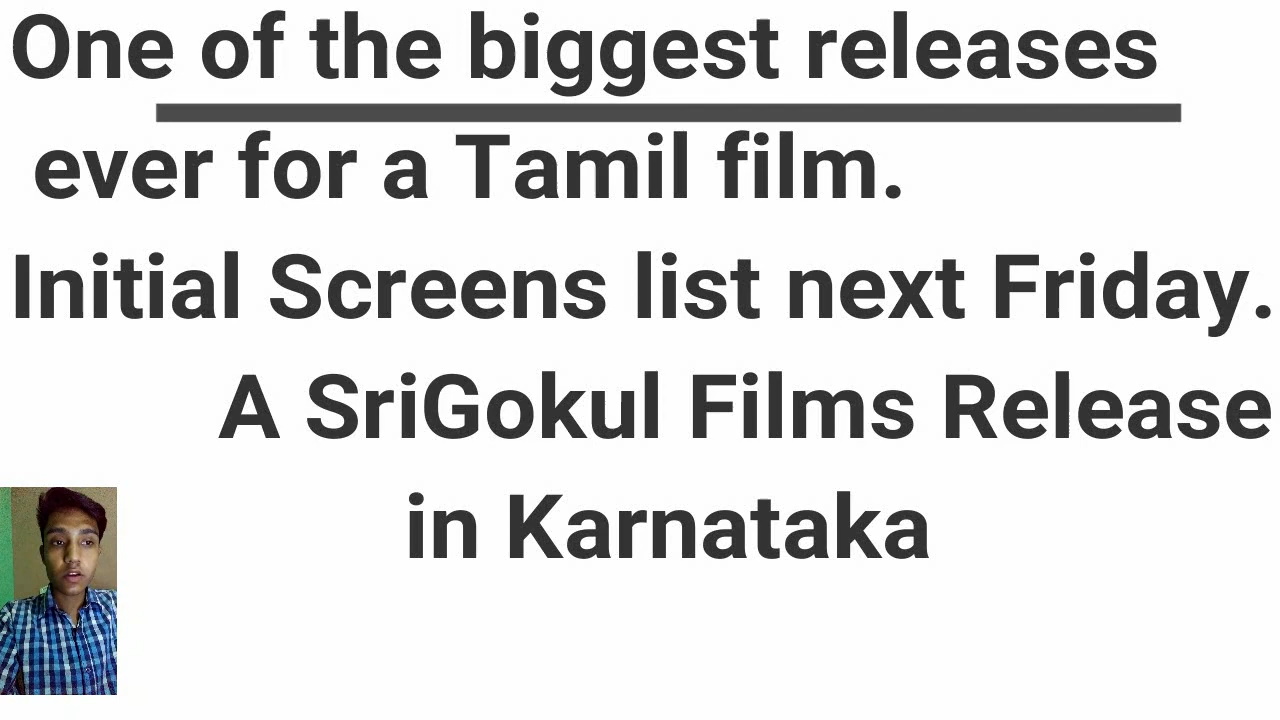 One of the biggest releases
ever for a Tamil film.
Initial Screens list next Friday.
A SriGokul Films Release
in Karnataka